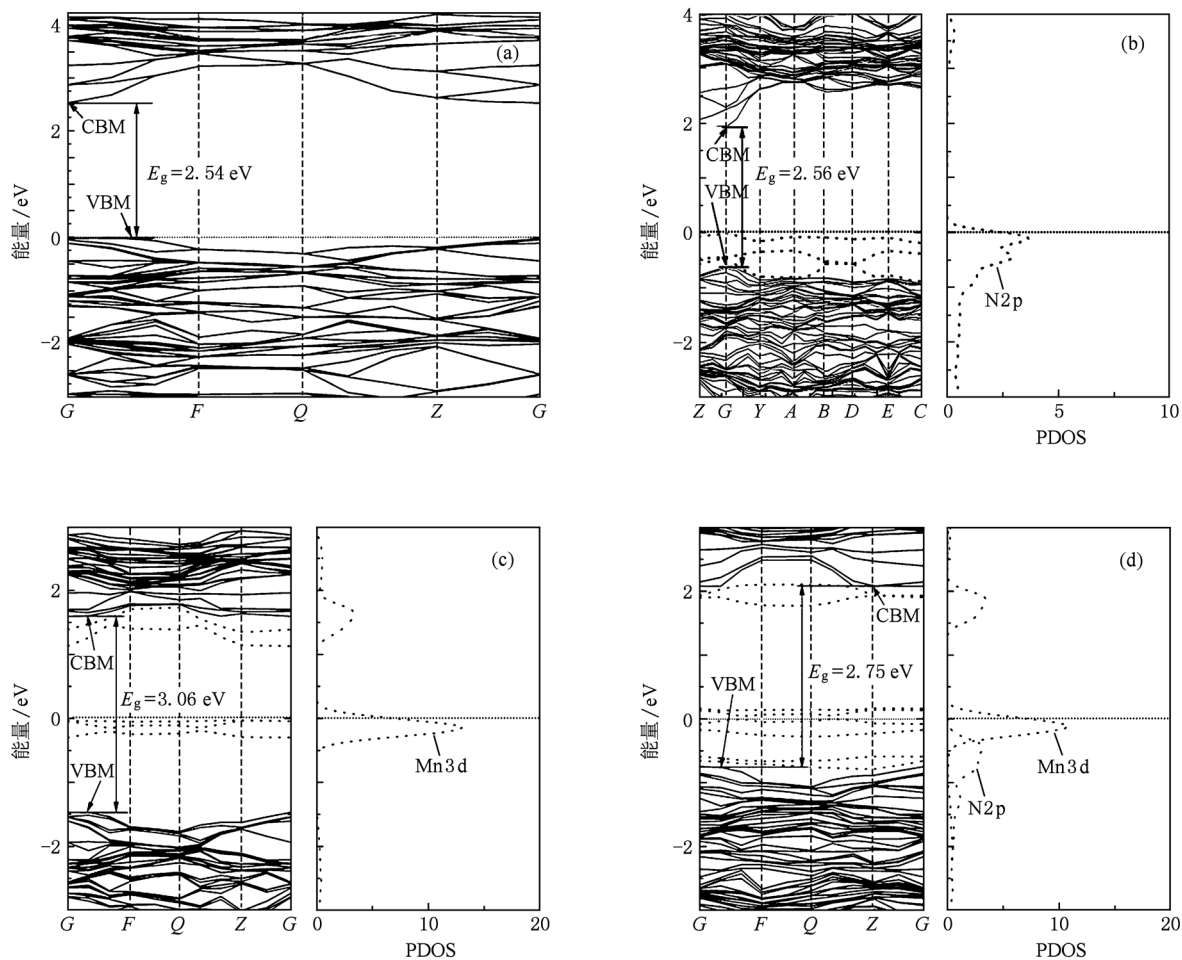 (a)
4
2
0
−2
能量/eV
CBM
VBM
Eg=2.54 eV
G F Q Z G
(b)
4
2
0
−2
能量/eV
CBM
VBM
Eg=2.56 eV
N2p
Z G Y A B D E C
0 5 10
PDOS
(c)
2
0
−2
能量/eV
CBM
VBM
Eg=3.06 eV
Mn3d
G F Q Z G
0 10 20
PDOS
(d)
2
0
−2
能量/eV
CBM
VBM
Eg=2.75 eV
Mn3d
N2p
G F Q Z G
0 10 20
PDOS